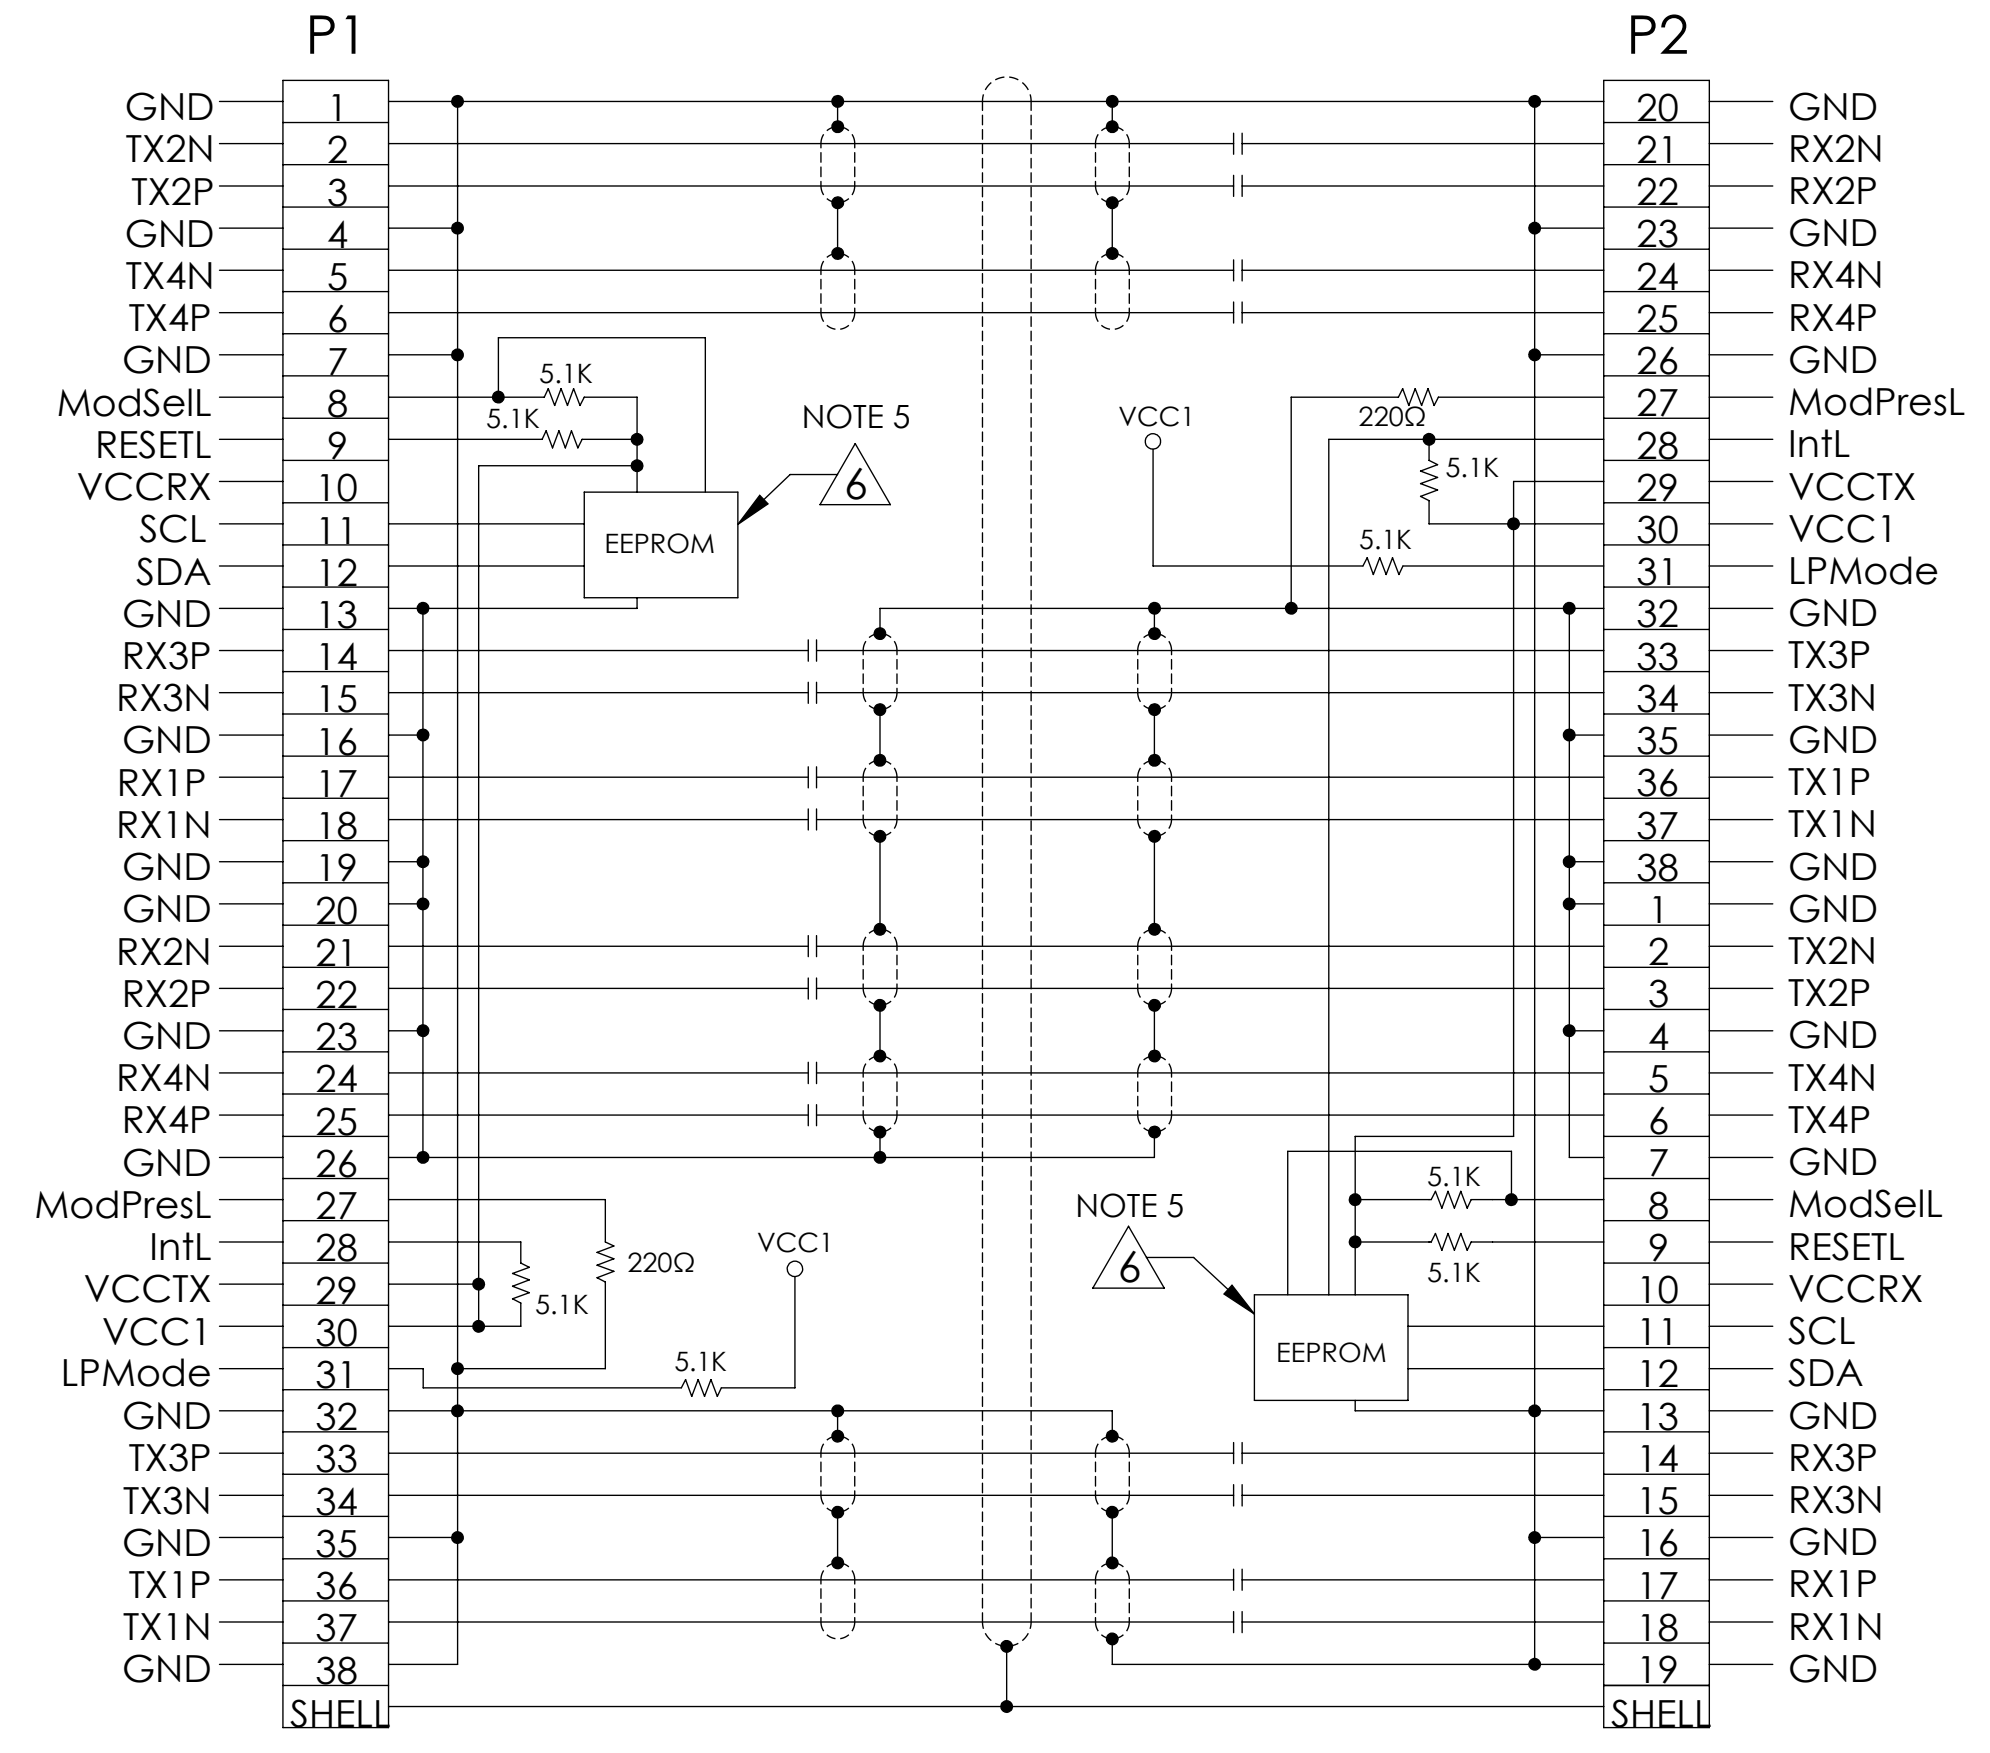 P1 P2
GND 1 20 GND
TX2N 2 21 RX2N
TX2P 3 22 RX2P
GND 4 23 GND
TX4N 5 24 RX4N
TX4P 6 25 RX4P
GND 7 26 GND
5.1K
ModSelL 8 27 ModPresL
5.1K NOTE 5 VCC1 220Ω
RESETL 9 28 IntL
5.1K
VCCRX 10 6 29 VCCTX
SCL 11 30 VCC1
EEPROM 5.1K
SDA 12 31 LPMode
GND 13 32 GND
RX3P 14 33 TX3P
RX3N 15 34 TX3N
GND 16 35 GND
RX1P 17 36 TX1P
RX1N 18 37 TX1N
GND 19 38 GND
GND 20 1 GND
RX2N 21 2 TX2N
RX2P 22 3 TX2P
GND 23 4 GND
RX4N 24 5 TX4N
RX4P 25 6 TX4P
GND 26 7 GND
5.1K
ModPresL 27 NOTE 5 8 ModSelL
IntL 28 VCC1 9 RESETL
220Ω 6 5.1K
VCCTX 29 10 VCCRX
5.1K
VCC1 30 11 SCL
5.1K EEPROM
LPMode 31 12 SDA
GND 32 13 GND
TX3P 33 14 RX3P
TX3N 34 15 RX3N
GND 35 16 GND
TX1P 36 17 RX1P
TX1N 37 18 RX1N
GND 38 19 GND
SHELL SHELL